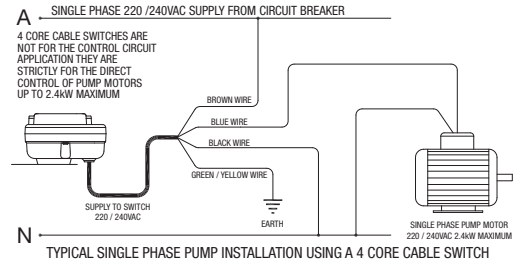 SINGLE PHASE 220 /240VAC SUPPLY FROM CIRCUIT BREAKER
A
4 CORE CABLE SWITCHES ARE
NOT FOR THE CONTROL CIRCUIT
APPLICATION THEY ARE
STRICTLY FOR THE DIRECT
CONTROL OF PUMP MOTORS
UP TO 2.4kW MAXIMUM
BROWN WIRE
BLUE WIRE
BLACK WIRE
GREEN / YELLOW WIRE
SUPPLY TO SWITCH
220 / 240VAC
EARTH
SINGLE PHASE PUMP MOTOR
220 / 240VAC 2.4kW MAXIMUM
N
TYPICAL SINGLE PHASE PUMP INSTALLATION USING A 4 CORE CABLE SWITCH